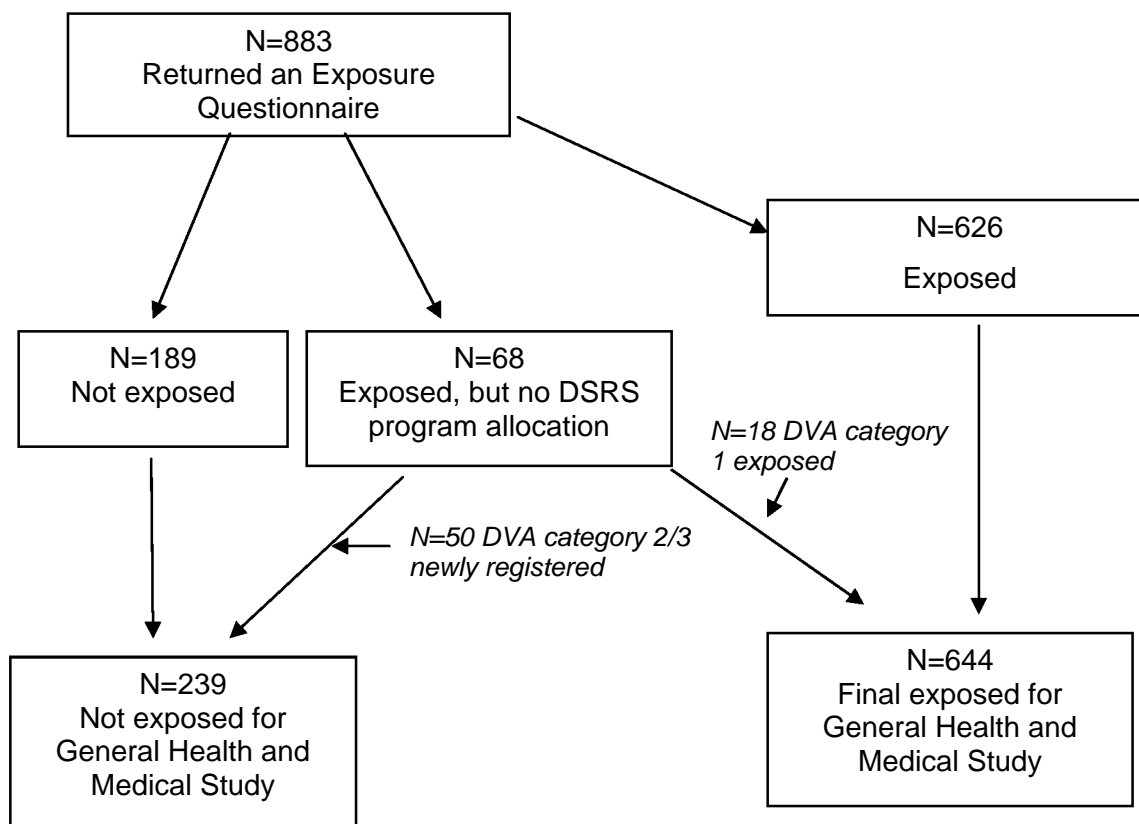 N=883
Returned an Exposure
Questionnaire
N=626
Exposed
N=189
Not exposed
N=68
Exposed, but no DSRS
program allocation
N=18 DVA category
1 exposed
N=50 DVA category 2/3
newly registered
N=239
Not exposed for
General Health and
Medical Study
N=644
Final exposed for
General Health and
Medical Study